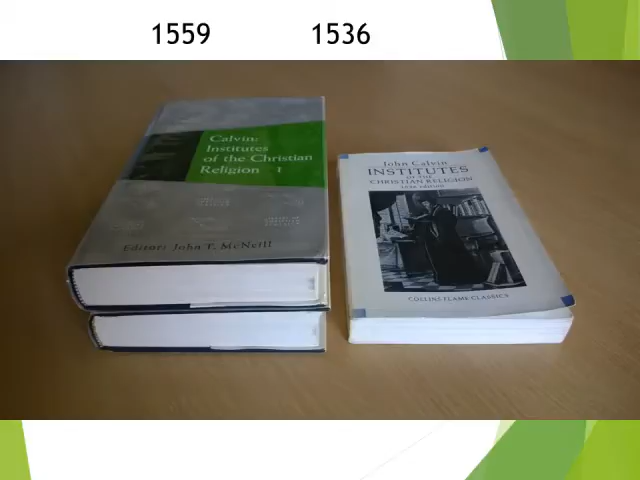 1559 1536
Calvin:
Institutes
of the Christian
Religion 1
Editor: John T. McNeill
John Calvin
INSTITUTES
OF THE
CHRISTIAN RELIGION
1536 EDITION
COLLINS FLAME CLASSICS